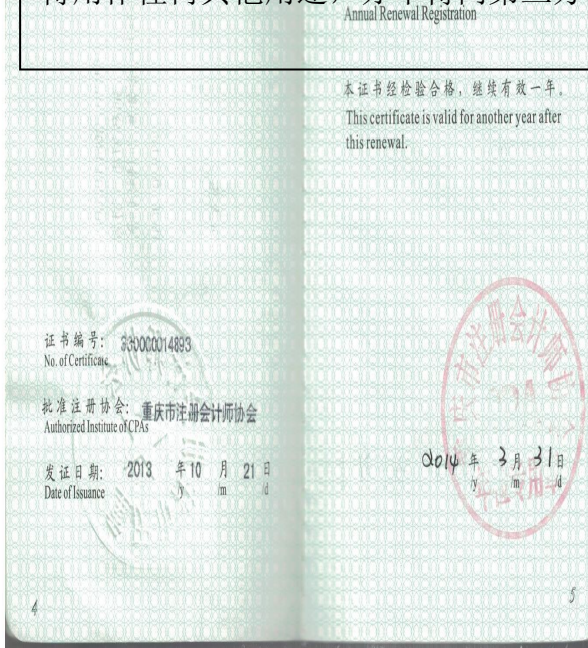 Annual Renewal Registration
本证书经检验合格，继续有效一年。
This certificate is valid for another year after
this renewal.
证书编号：
No. of Certificate
批准注册协会：重庆市注册会计师协会
Authorized Institute of CPAs
发证日期：2013 年 10 月 21 日
Date of Issuance /y /m /d
2014 年 3 月 31 日
/y /m /d
4
5